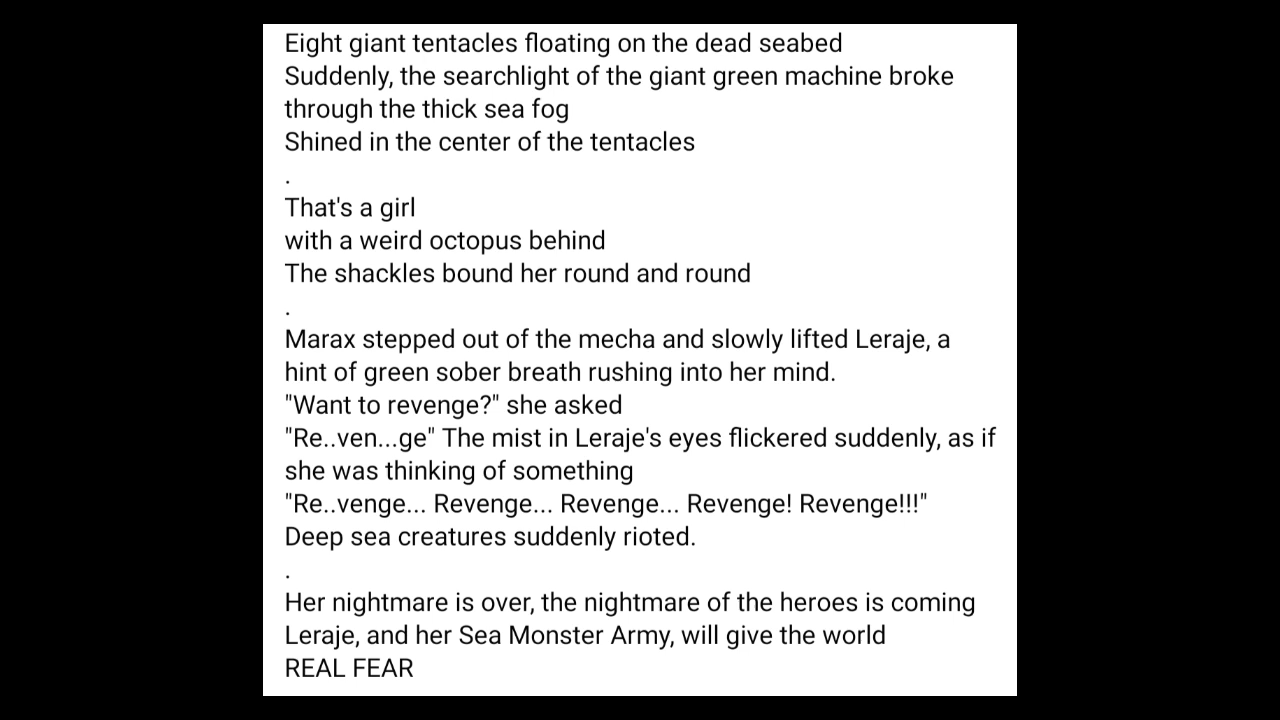 Eight giant tentacles floating on the dead seabed
Suddenly, the searchlight of the giant green machine broke
through the thick sea fog
Shined in the center of the tentacles
.
That's a girl
with a weird octopus behind
The shackles bound her round and round
.
Marax stepped out of the mecha and slowly lifted Leraje, a
hint of green sober breath rushing into her mind.
"Want to revenge?" she asked
"Re..ven...ge" The mist in Leraje's eyes flickered suddenly, as if
she was thinking of something
"Re..venge... Revenge... Revenge... Revenge! Revenge!!!"
Deep sea creatures suddenly rioted.
.
Her nightmare is over, the nightmare of the heroes is coming
Leraje, and her Sea Monster Army, will give the world
REAL FEAR